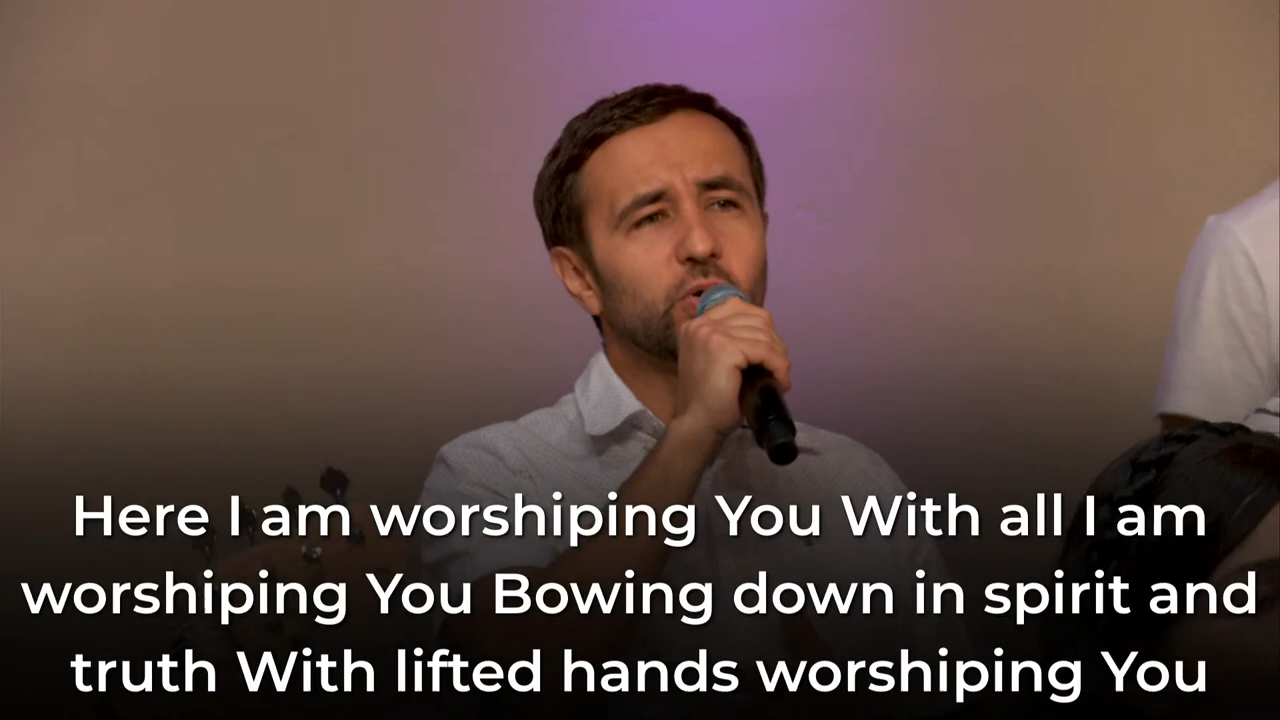 Here I am worshiping You With all I am
worshiping You Bowing down in spirit and
truth With lifted hands worshiping You